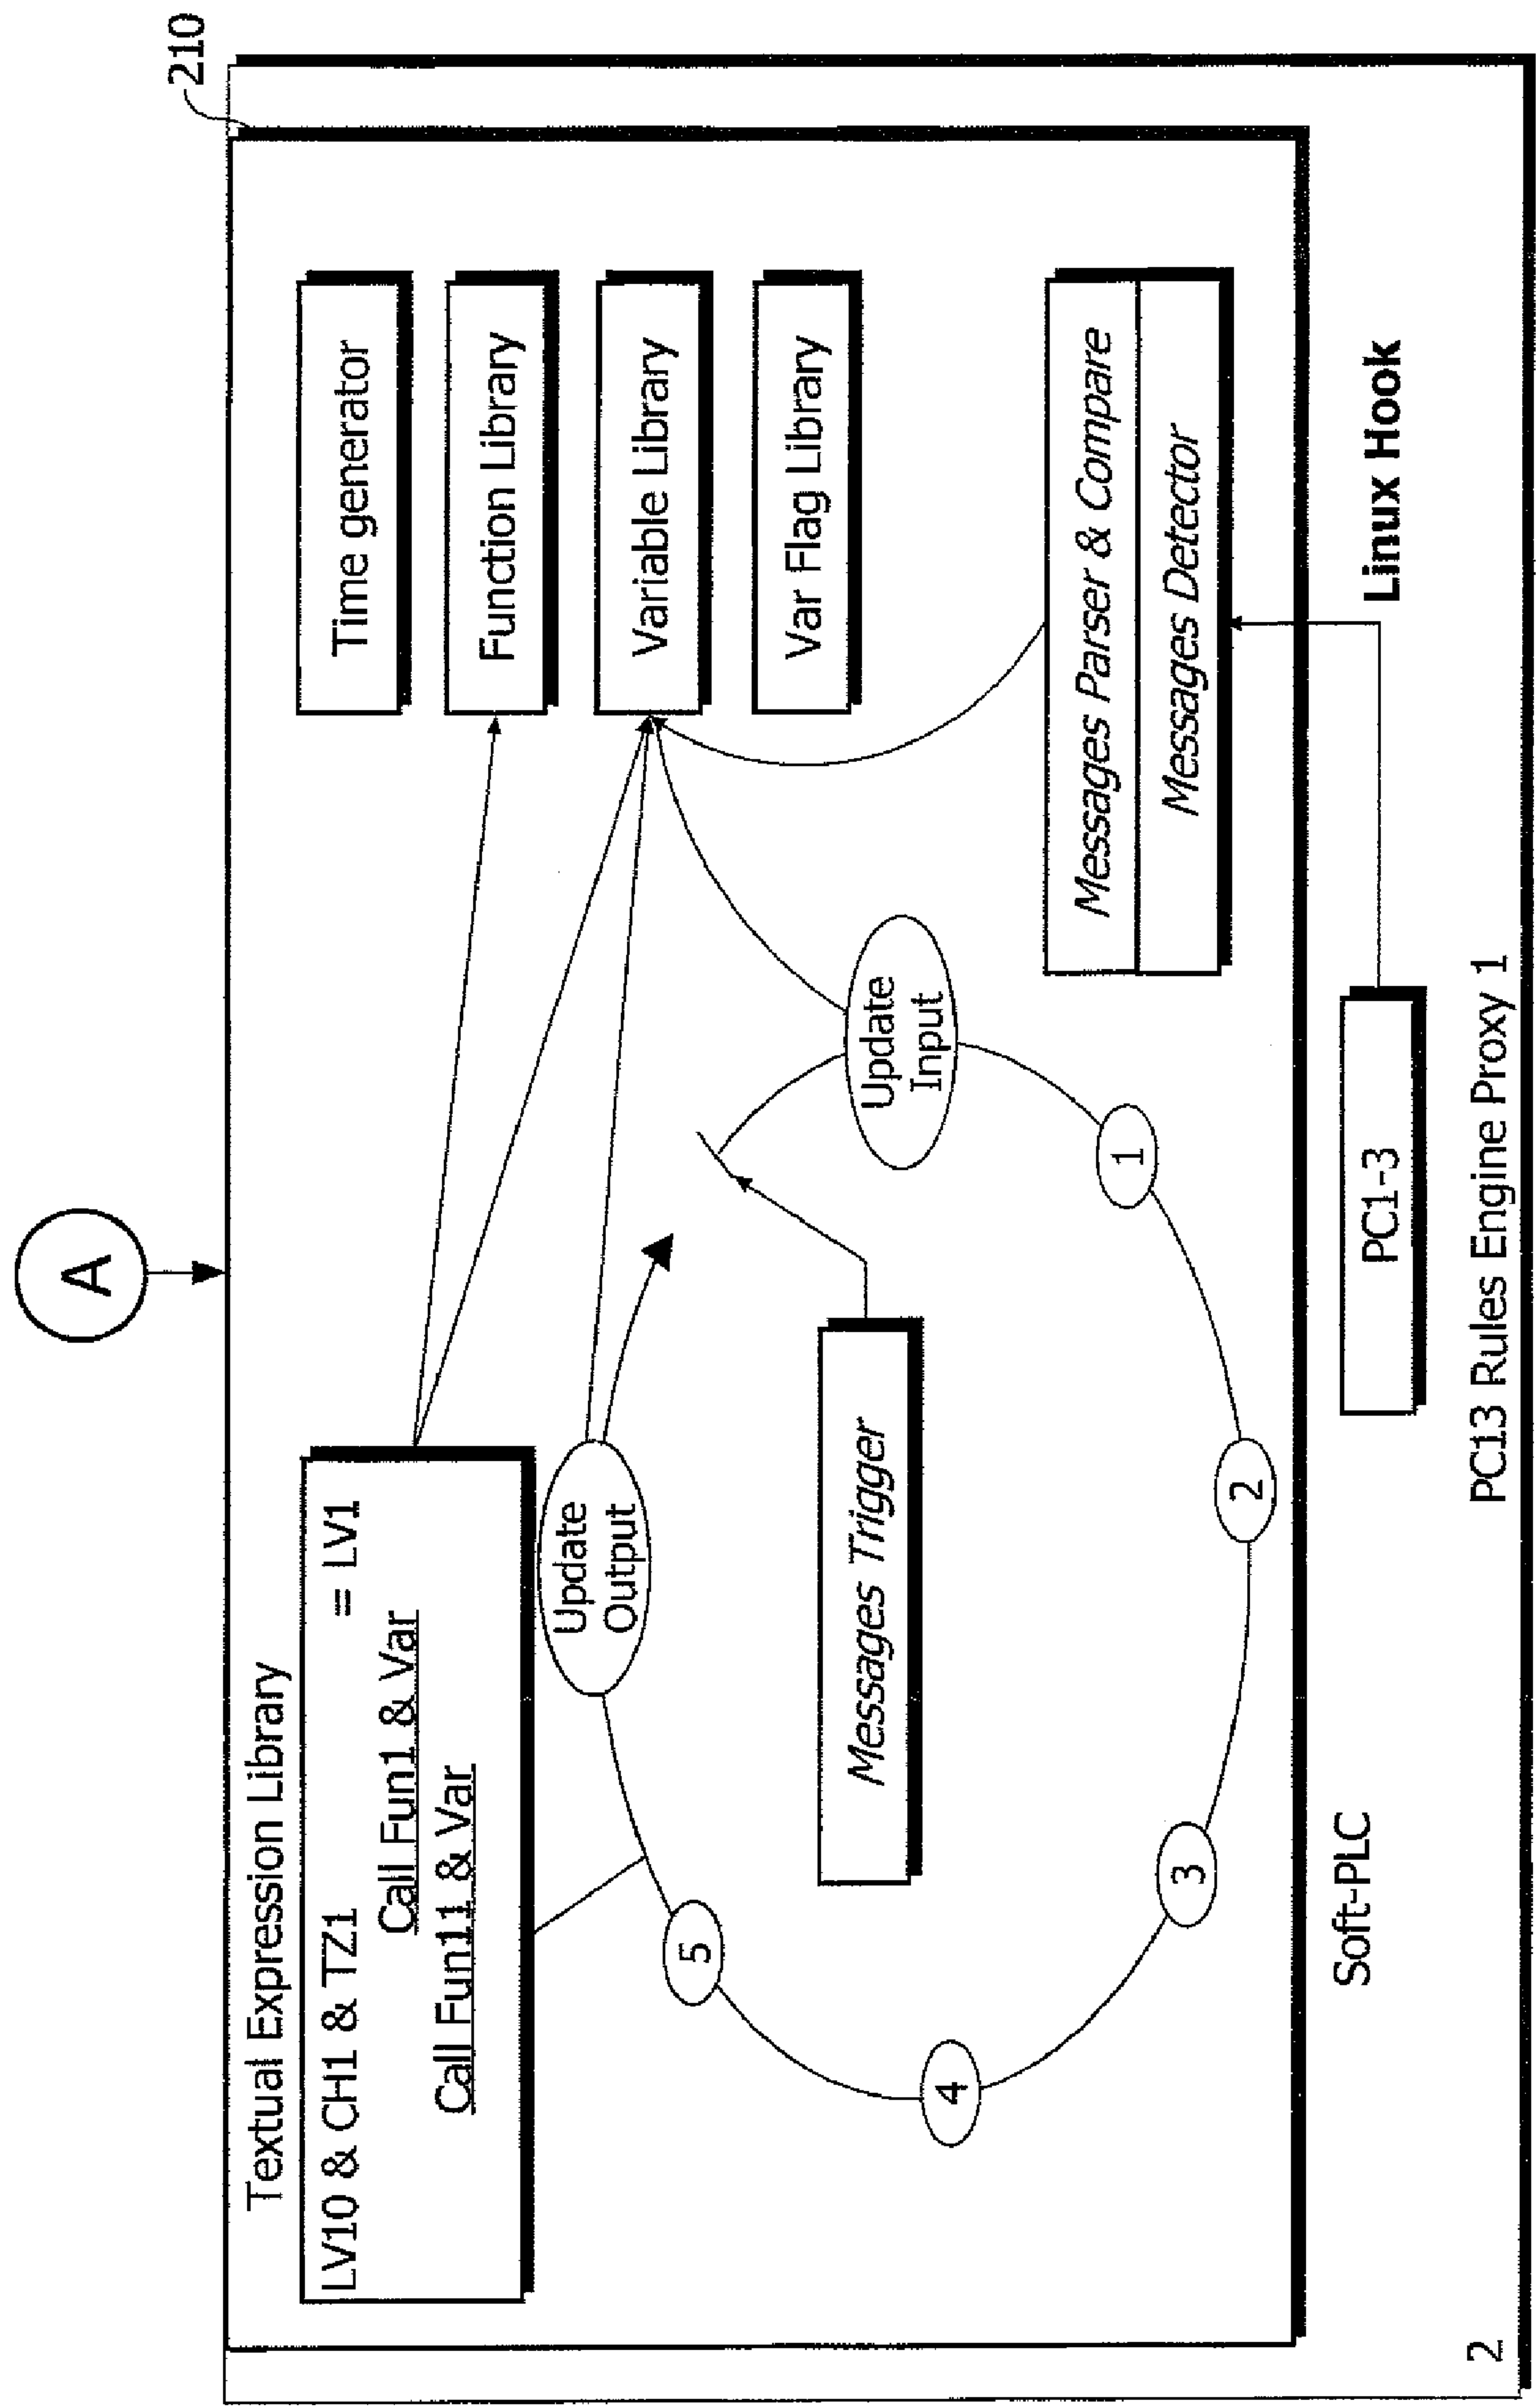 A
210
Textual Expression Library
LV10 & CH1 & TZ1 = LV1
Call Fun1 & Var
Call Fun11 & Var
Time generator
Function Library
Variable Library
Var Flag Library
Update
Output
Update
Input
Messages Trigger
1
2
3
4
5
Messages Parser & Compare
Messages Detector
Soft-PLC
Linux Hook
PC1-3
PC13 Rules Engine Proxy 1
2